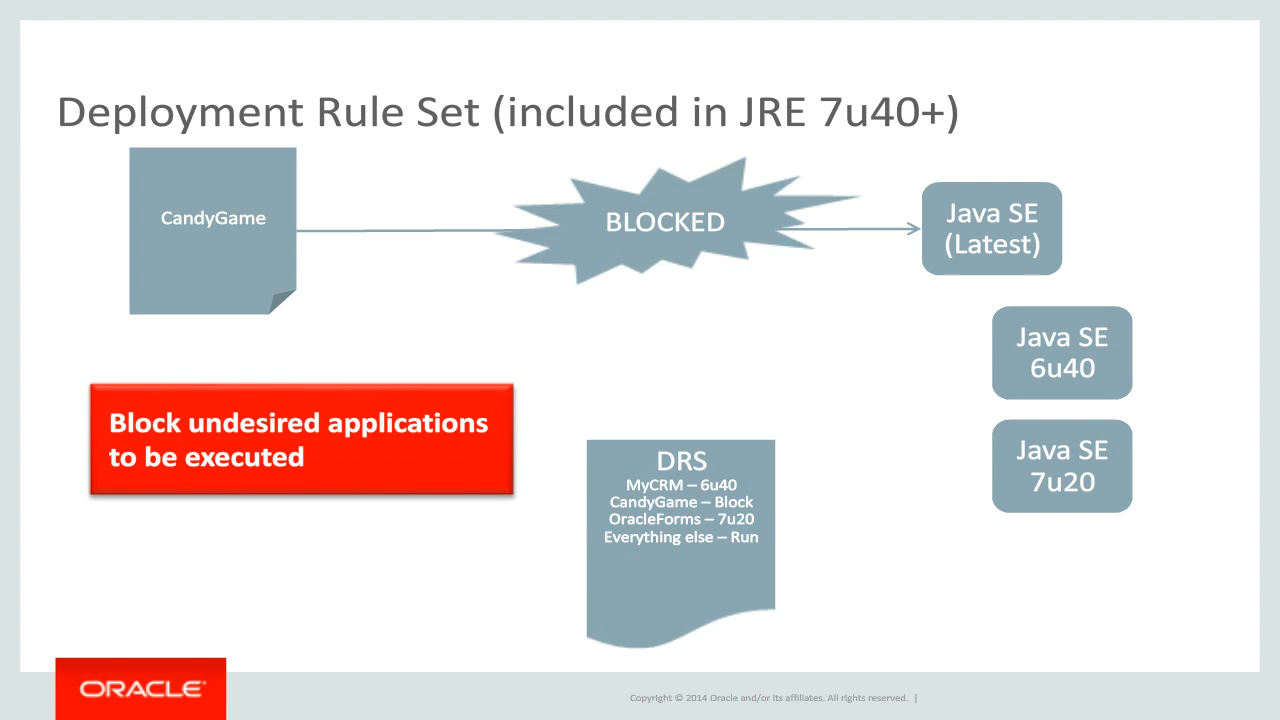 Deployment Rule Set (included in JRE 7u40+)
CandyGame
BLOCKED
Java SE
(Latest)
Java SE
6u40
Block undesired applications
to be executed
Java SE
7u20
DRS
MyCRM – 6u40
CandyGame – Block
OracleForms – 7u20
Everything else – Run
ORACLE®
Copyright © 2014 Oracle and/or its affiliates. All rights reserved. |